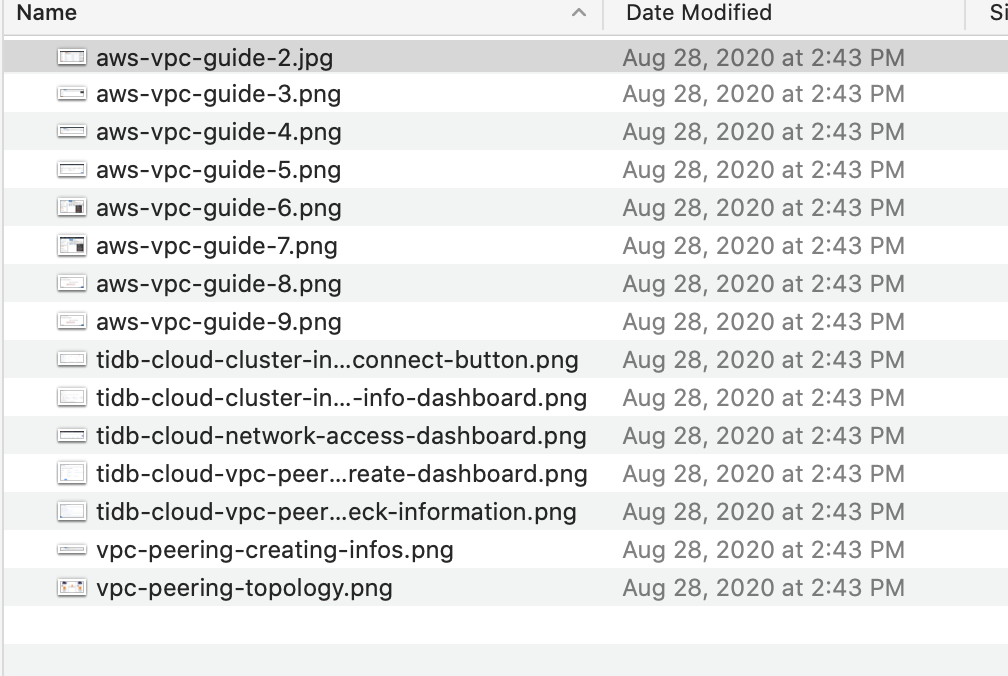 Name Date Modified Si
aws-vpc-guide-2.jpg Aug 28, 2020 at 2:43 PM
aws-vpc-guide-3.png Aug 28, 2020 at 2:43 PM
aws-vpc-guide-4.png Aug 28, 2020 at 2:43 PM
aws-vpc-guide-5.png Aug 28, 2020 at 2:43 PM
aws-vpc-guide-6.png Aug 28, 2020 at 2:43 PM
aws-vpc-guide-7.png Aug 28, 2020 at 2:43 PM
aws-vpc-guide-8.png Aug 28, 2020 at 2:43 PM
aws-vpc-guide-9.png Aug 28, 2020 at 2:43 PM
tidb-cloud-cluster-in...connect-button.png Aug 28, 2020 at 2:43 PM
tidb-cloud-cluster-in...-info-dashboard.png Aug 28, 2020 at 2:43 PM
tidb-cloud-network-access-dashboard.png Aug 28, 2020 at 2:43 PM
tidb-cloud-vpc-peer...reate-dashboard.png Aug 28, 2020 at 2:43 PM
tidb-cloud-vpc-peer...eck-information.png Aug 28, 2020 at 2:43 PM
vpc-peering-creating-infos.png Aug 28, 2020 at 2:43 PM
vpc-peering-topology.png Aug 28, 2020 at 2:43 PM